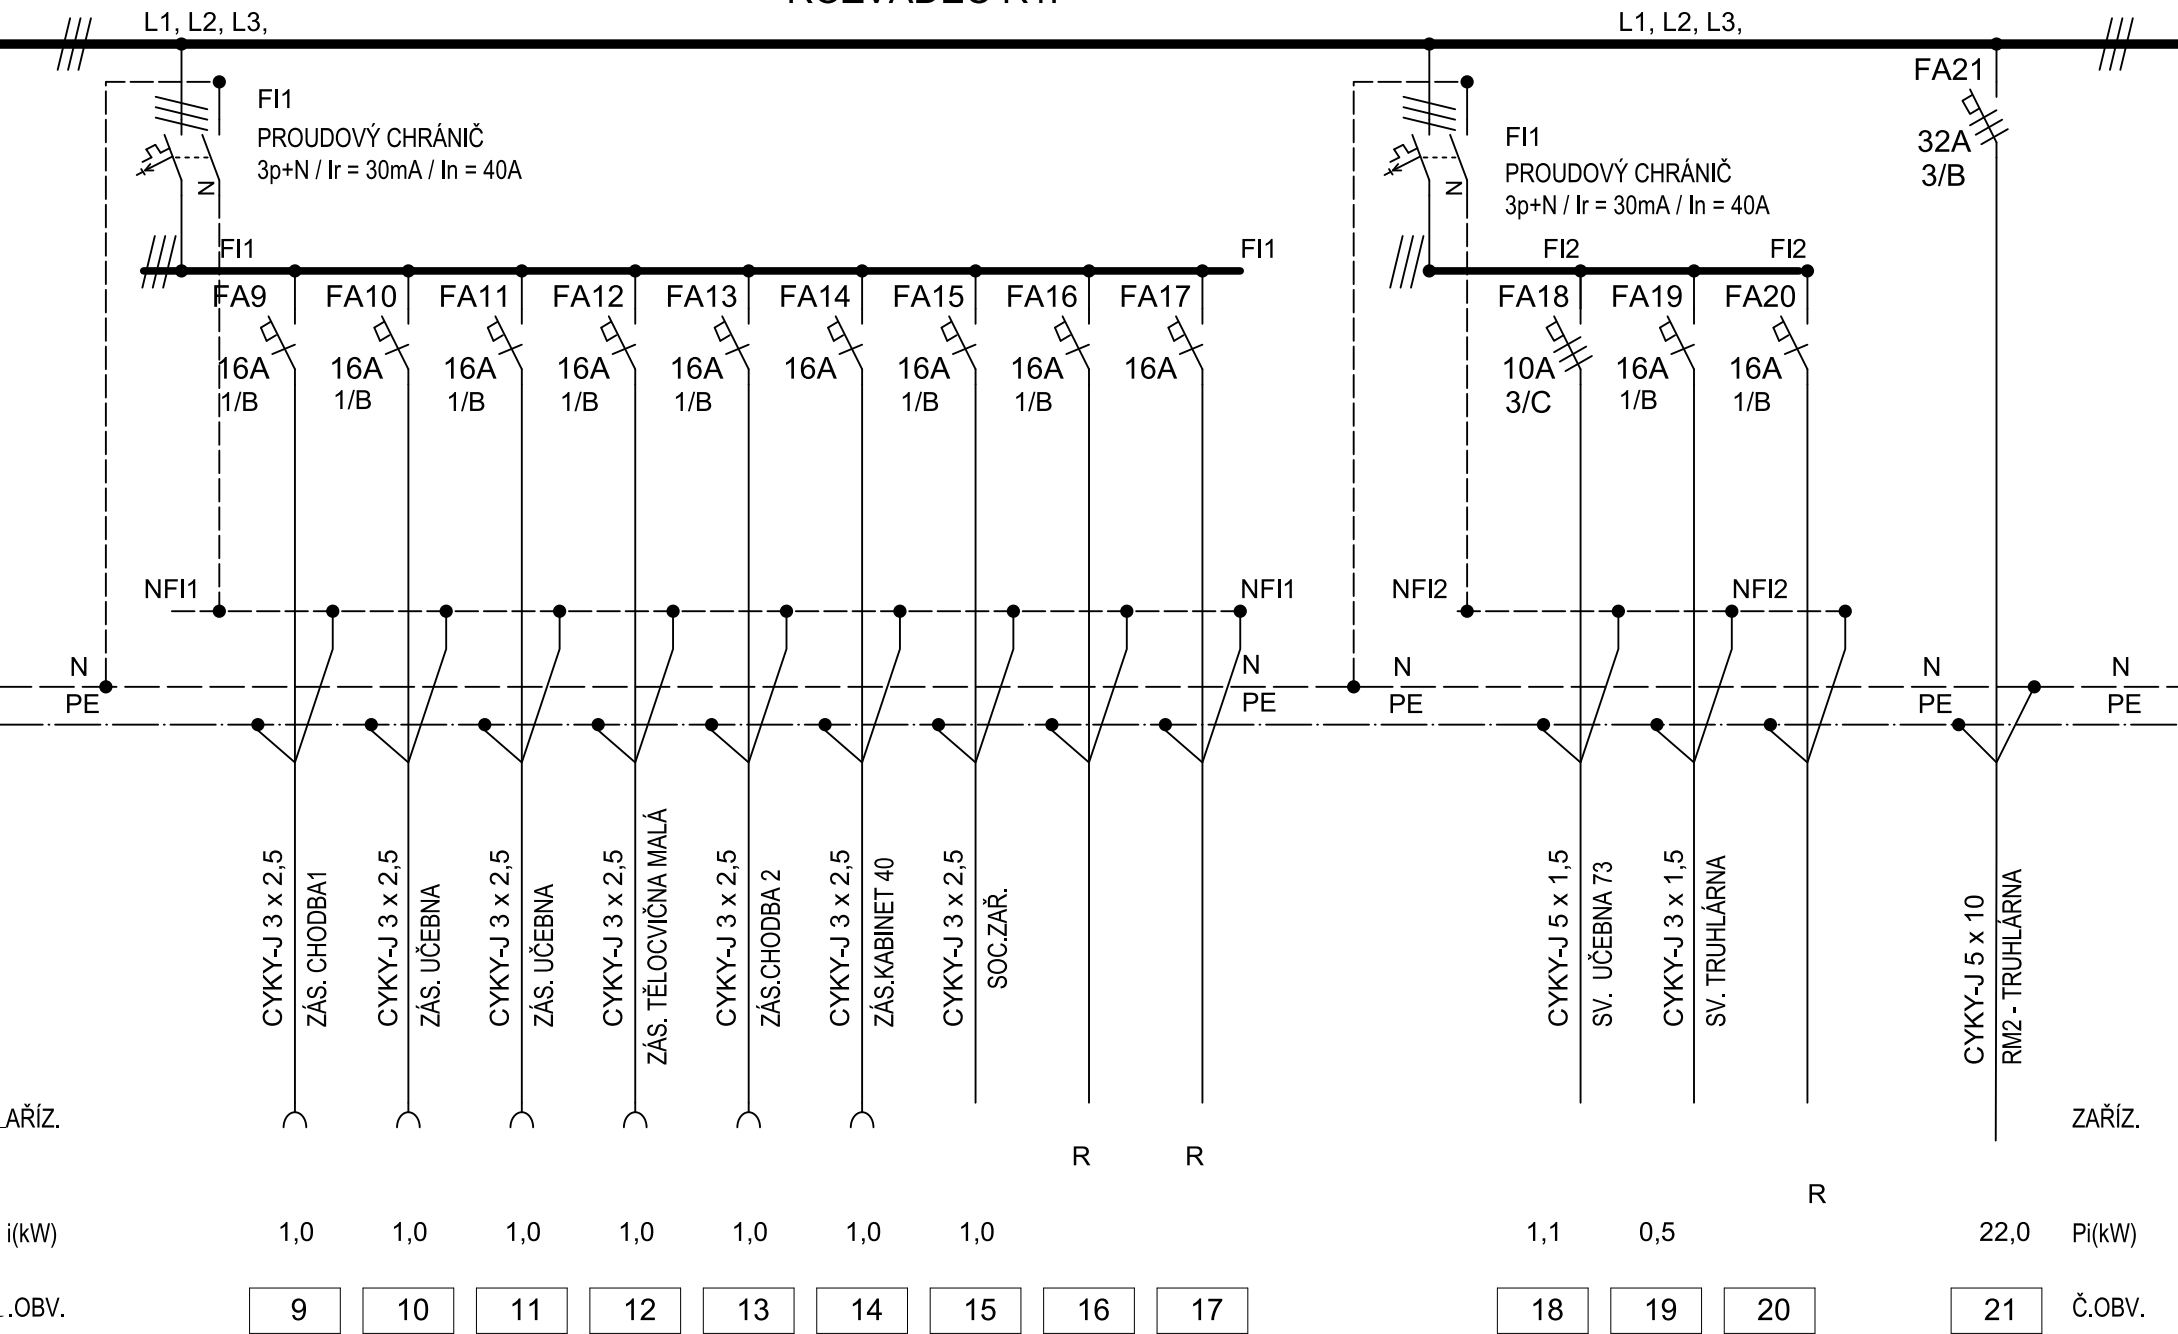 L1, L2, L3,
L1, L2, L3,
FI1
PROUDOVÝ CHRÁNIČ
3p+N / Ir = 30mA / In = 40A
N
FI1
PROUDOVÝ CHRÁNIČ
3p+N / Ir = 30mA / In = 40A
N
FA21
32A
3/B
FI1
FI1
FI2
FI2
FA9
FA10
FA11
FA12
FA13
FA14
FA15
FA16
FA17
FA18
FA19
FA20
16A
16A
16A
16A
16A
16A
16A
16A
16A
10A
16A
16A
1/B
1/B
1/B
1/B
1/B
1/B
1/B
3/C
1/B
1/B
NFI1
NFI1
NFI2
NFI2
N
N
N
N
N
PE
PE
PE
PE
PE
CYKY-J 3 x 2,5
ZÁS. CHODBA1
CYKY-J 3 x 2,5
ZÁS. UČEBNA
CYKY-J 3 x 2,5
ZÁS. UČEBNA
CYKY-J 3 x 2,5
ZÁS. TĚLOCVIČNA MALÁ
CYKY-J 3 x 2,5
ZÁS.CHODBA 2
CYKY-J 3 x 2,5
ZÁS.KABINET 40
CYKY-J 3 x 2,5
SOC.ZAŘ.
CYKY-J 5 x 1,5
SV. UČEBNA 73
CYKY-J 3 x 1,5
SV. TRUHLÁRNA
CYKY-J 5 x 10
RM2 - TRUHLÁRNA
AŘÍZ.
ZAŘÍZ.
R
R
R
i(kW)
1,0
1,0
1,0
1,0
1,0
1,0
1,0
1,1
0,5
22,0
Pi(kW)
.OBV.
9
10
11
12
13
14
15
16
17
18
19
20
21
Č.OBV.